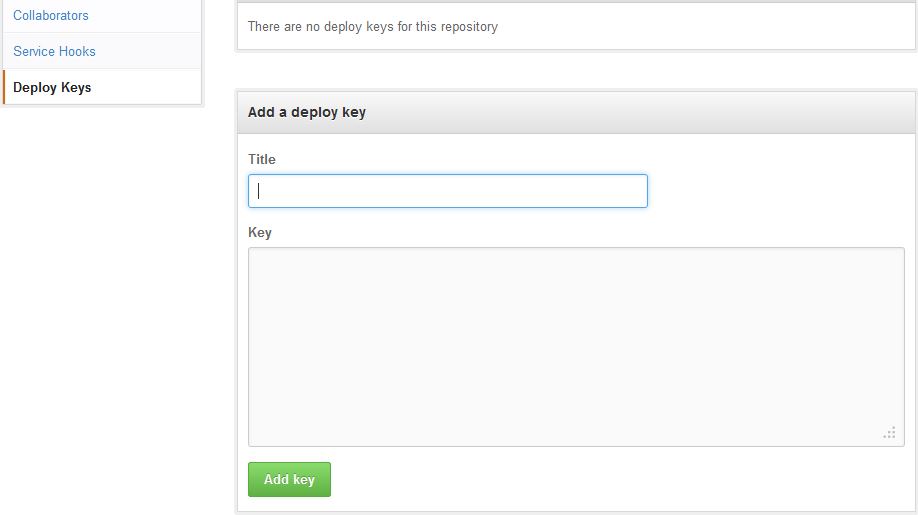 Collaborators
Service Hooks
Deploy Keys
There are no deploy keys for this repository
Add a deploy key
Title
Key
Add key